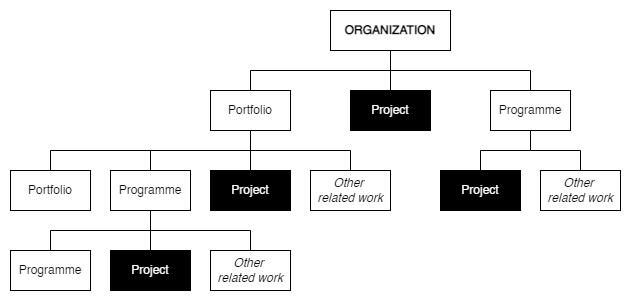 ORGANIZATION
Portfolio
Project
Programme
Portfolio
Programme
Project
Other
related work
Project
Other
related work
Programme
Project
Other
related work